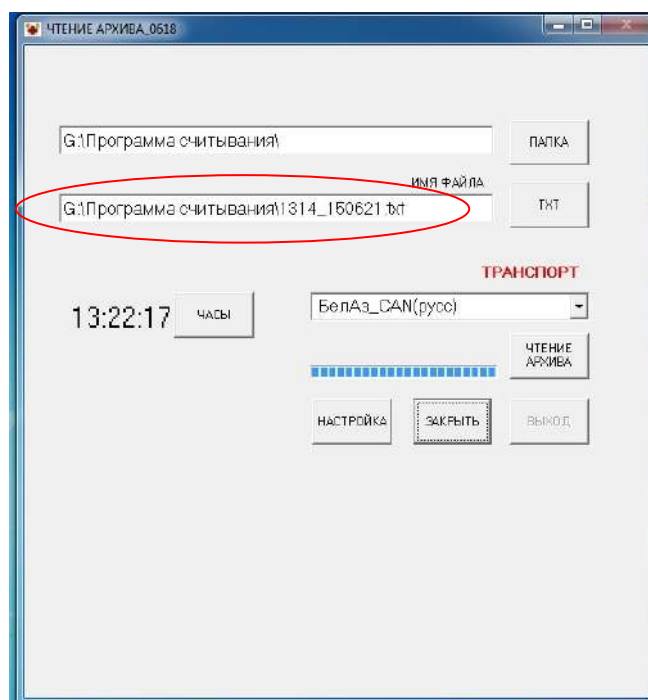 ЧТЕНИЕ АРХИВА_0618
G:\Программа считывания\
ПАПКА
ИМЯ ФАЙЛА
G:\Программа считывания\1314_150621.txt
TXT
ТРАНСПОРТ
13:22:17
ЧАСЫ
БелАз_CAN(русс)
ЧТЕНИЕ
АРХИВА
НАСТРОЙКА
ЗАКРЫТЬ
ВЫХОД